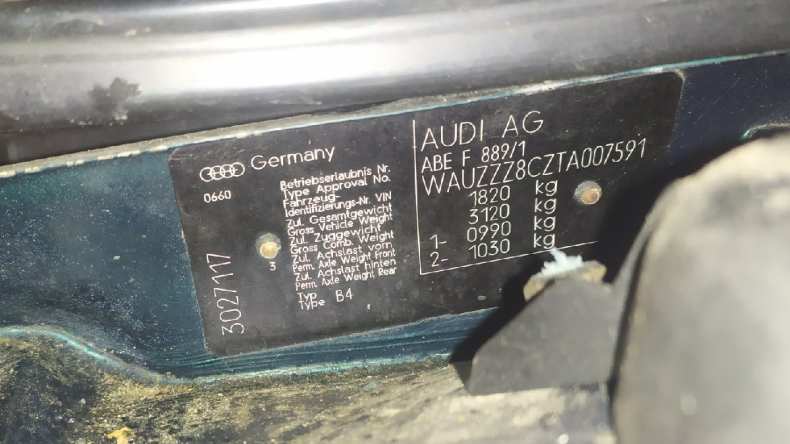 Germany
0660
Betriebserlaubnis Nr.
Type Approval No.
Fahrzeug-
Identifizierungs-Nr. VIN
Zul. Gesamtgewicht
Gross Vehicle Weight
Zul. Zuggewicht
Gross Comb. Weight
Zul. Achslast vorn
Perm. Axle Weight Front
Zul. Achslast hinten
Perm. Axle Weight Rear
Typ
Type B4
3
3027117
AUDI AG
ABE F 889/1
WAUZZZ8CZTA007591
1820 kg
3120 kg
1- 0990 kg
2- 1030 kg